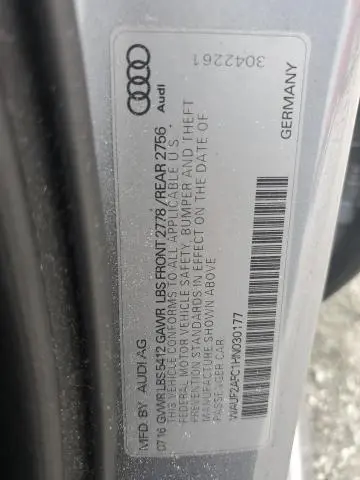 3042261
Audi
MFD. BY AUDI AG
07 16 GVWR LBS 5412 GAWR LBS FRONT 2778 / REAR 2756
THIS VEHICLE CONFORMS TO ALL APPLICABLE U.S.
FEDERAL MOTOR VEHICLE SAFETY, BUMPER AND THEFT
PREVENTION STANDARDS IN EFFECT ON THE DATE OF
MANUFACTURE SHOWN ABOVE
PASSENGER CAR
WAUF2AFC1HN030177
GERMANY